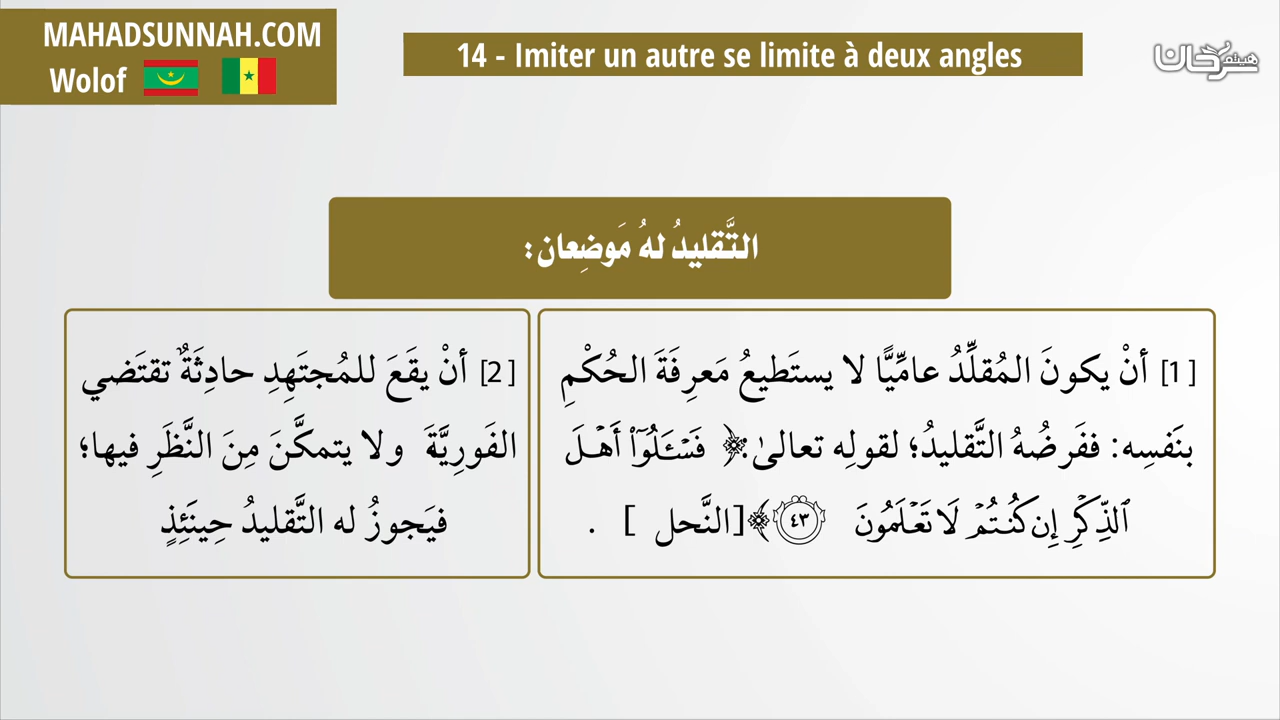 MAHADSUNNAH.COM
Wolof
14 - Imiter un autre se limite à deux angles
هيثم سرحان
التَّقليدُ لهُ مَوضِعان:
[1] أنْ يكونَ المُقلِّدُ عامِّيًّا لا يستَطيعُ مَعرِفَةَ الحُكْمِ
بنَفسِه: ففَرضُهُ التَّقليدُ؛ لقولِه تعالىٰ:﴿ فَسۡـَٔلُوٓاْ أَهۡلَ
ٱلذِّكۡرِ إِن كُنتُمۡ لَا تَعۡلَمُونَ ٤٣﴾[النَّحل ] .
[2] أنْ يقَعَ للمُجتَهِدِ حادِثَةٌ تقتَضي
الفَورِيَّةَ ولا يتمكَّنَ مِنَ النَّظَرِ فيها؛
فيَجوزُ له التَّقليدُ حِينَئِذٍ